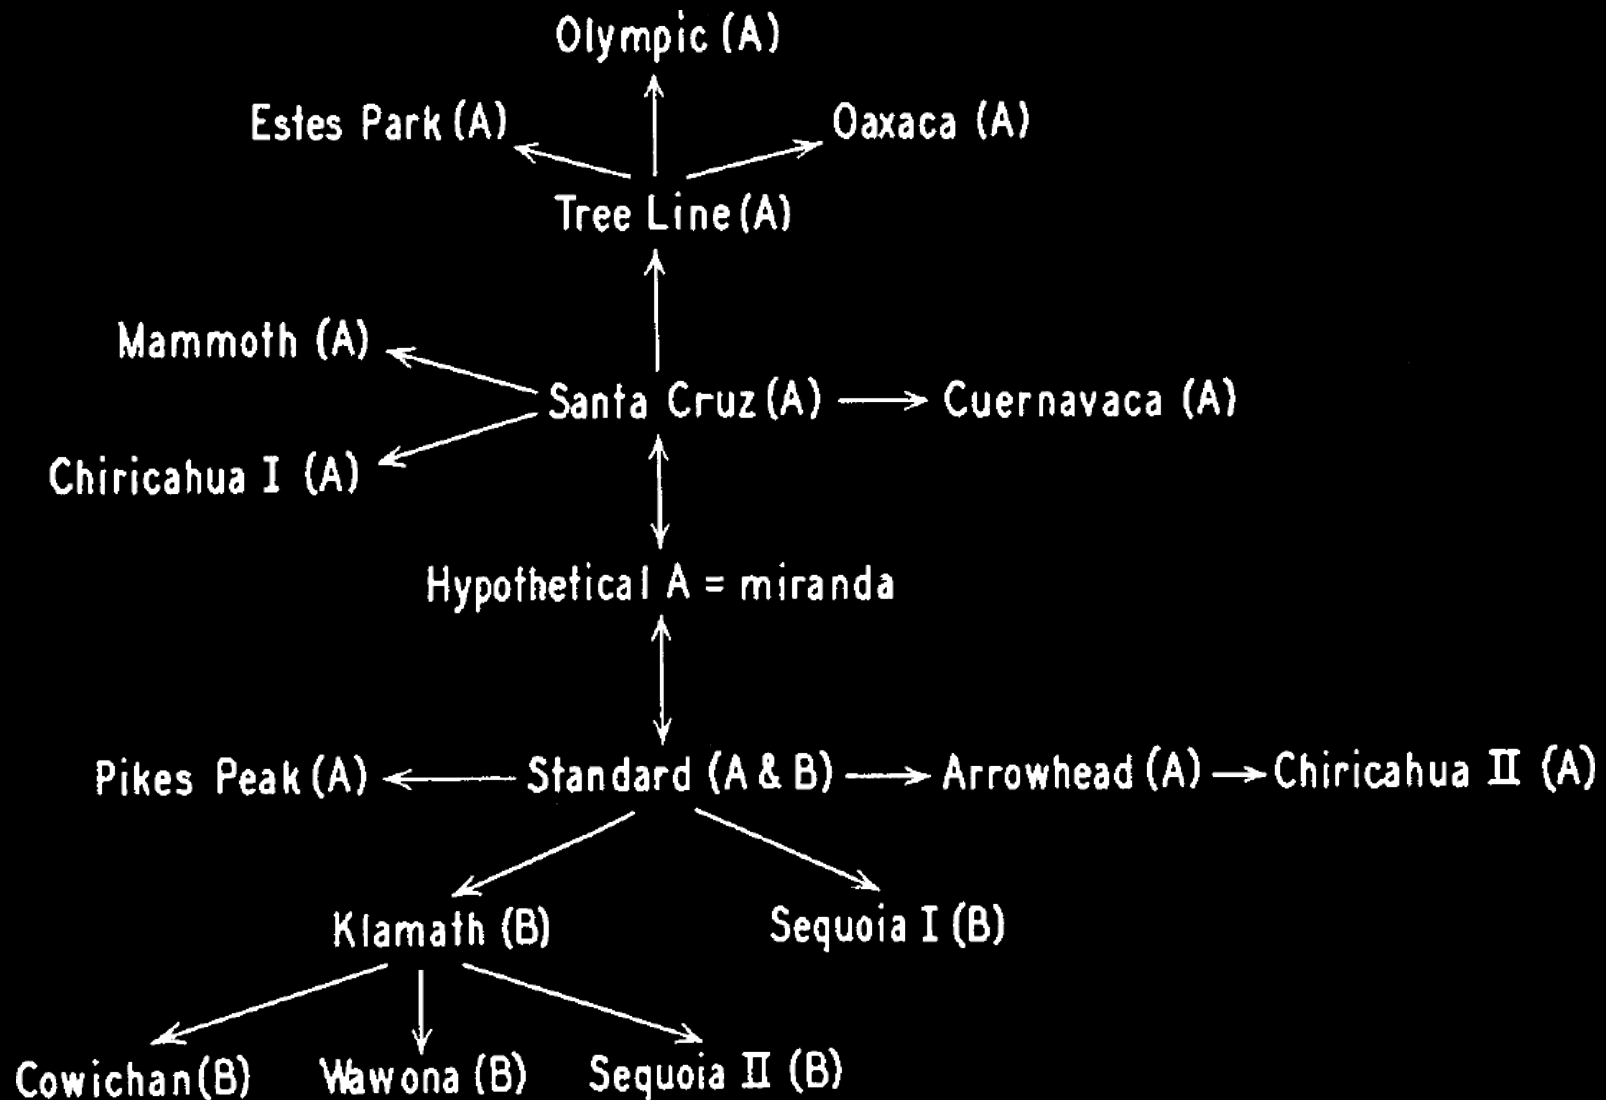 Olympic (A)
Estes Park (A)
Oaxaca (A)
Tree Line (A)
Mammoth (A)
Santa Cruz (A)
Cuernavaca (A)
Chiricahua I (A)
Hypothetical A = miranda
Pikes Peak (A)
Standard (A & B)
Arrowhead (A)
Chiricahua II (A)
Klamath (B)
Sequoia I (B)
Cowichan (B)
Wawona (B)
Sequoia II (B)